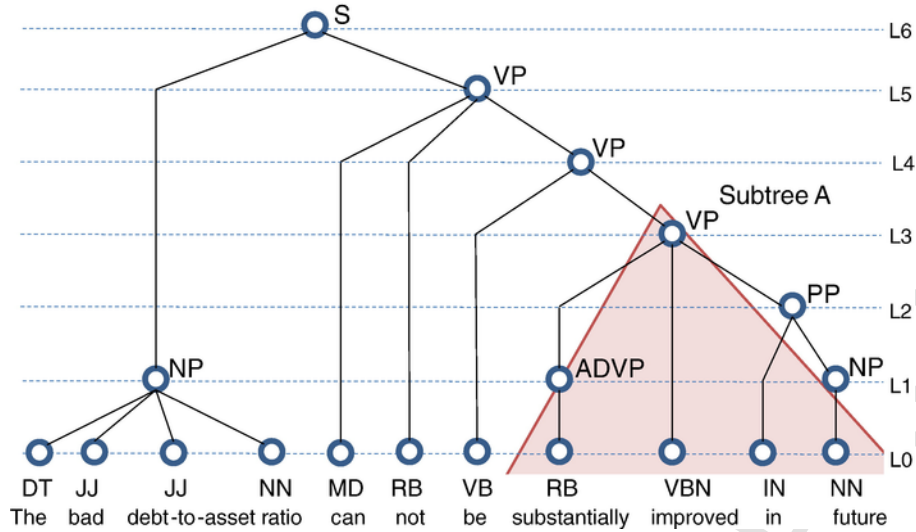 S
L6
VP
L5
VP
L4
Subtree A
VP
L3
PP
L2
NP
ADVP
NP
L1
L0
DT JJ JJ NN MD RB VB RB VBN IN NN
The bad debt-to-asset ratio can not be substantially improved in future